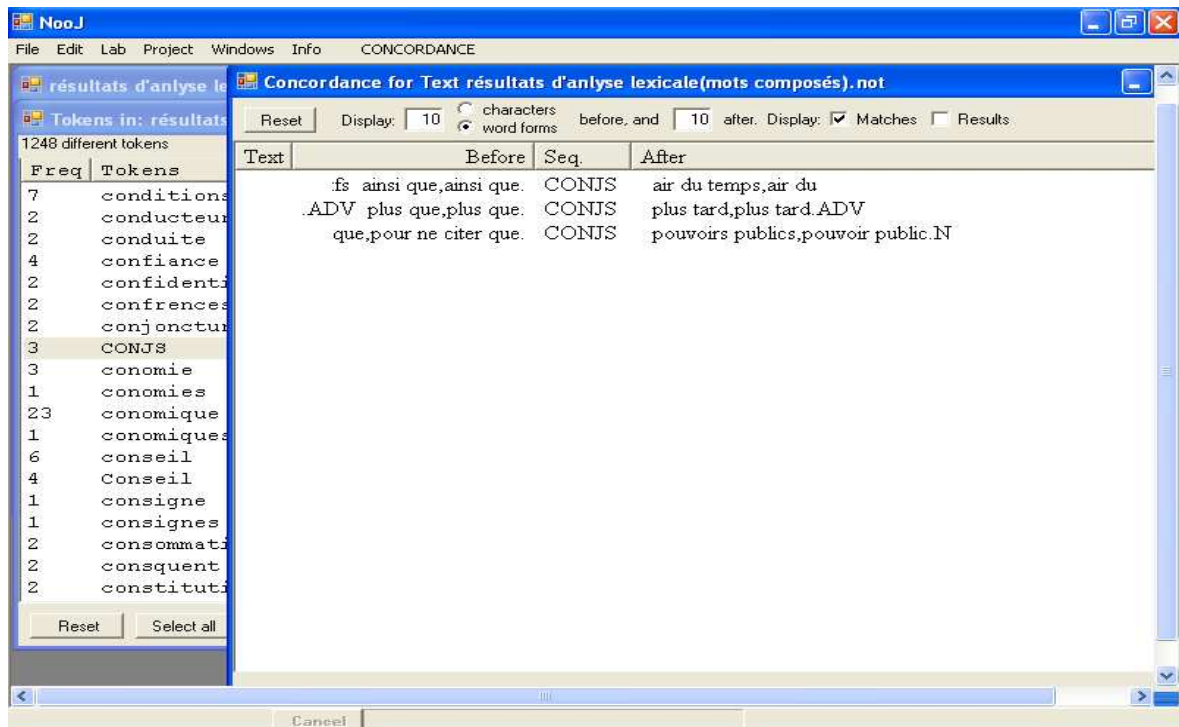 NooJ
File Edit Lab Project Windows Info CONCORDANCE
résultats d'anlyse le
Concordance for Text résultats d'anlyse lexicale(mots composés).not
Tokens in: résultats
Reset Display: 10 characters word forms before, and 10 after. Display: Matches Results
1248 different tokens
Freq Tokens
7 conditions
2 conducteur
2 conduite
4 confiance
2 confidenti
2 confrences
2 conjonctur
3 CONJS
3 conomie
1 conomies
23 conomique
1 conomiques
6 conseil
4 Conseil
1 consigne
1 consignes
2 consommati
2 consquent
2 constituti
Reset Select all
Text Before Seq. After
:fs ainsi que,ainsi que. CONJS air du temps,air du
.ADV plus que,plus que. CONJS plus tard,plus tard.ADV
que,pour ne citer que. CONJS pouvoirs publics,pouvoir public.N
Cancel